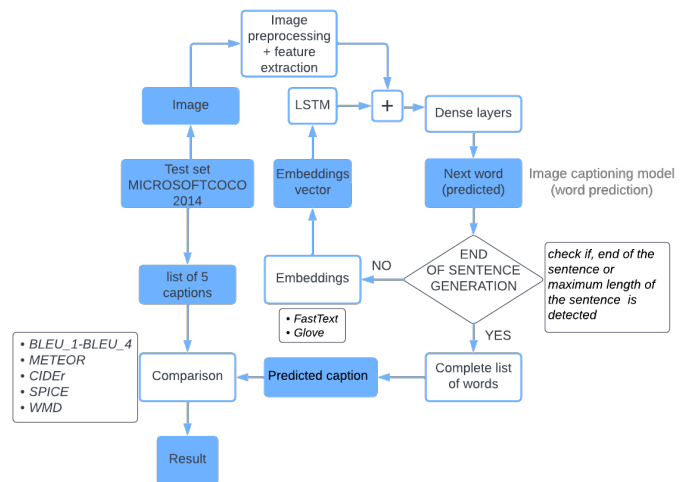 Image
preprocessing
+ feature
extraction
Image
LSTM
+
Dense layers
Test set
MICROSOFTCOCO
2014
Embeddings
vector
Next word
(predicted)
Image captioning model
(word prediction)
list of 5
captions
Embeddings
NO
END
OF SENTENCE
GENERATION
check if, end of the
sentence or
maximum length of
the sentence is
detected
• FastText
• Glove
YES
• BLEU_1-BLEU_4
• METEOR
• CIDEr
• SPICE
• WMD
Comparison
Predicted caption
Complete list
of words
Result